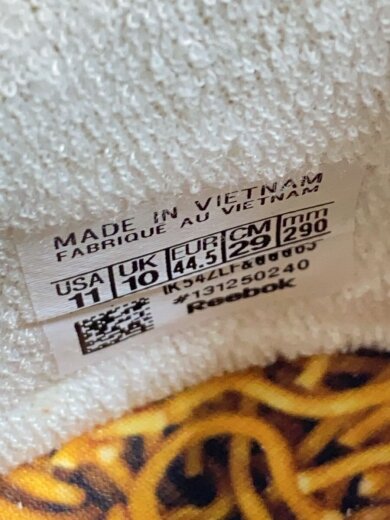 MADE IN VIETNAM
FABRIQUE AU VIETNAM
USA UK EUR CM mm
11 10 44.5 29 290
#131250240
Reebok